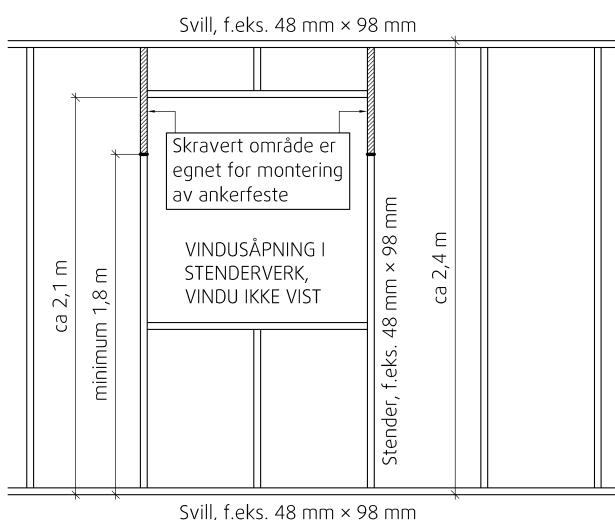 Svill, f.eks. 48 mm × 98 mm
Skravert område er
egnet for montering
av ankerfeste
VINDUSÅPNING I
STENDERVERK,
VINDU IKKE VIST
ca 2,1 m
minimum 1,8 m
Stender, f.eks. 48 mm × 98 mm
ca 2,4 m
Svill, f.eks. 48 mm × 98 mm